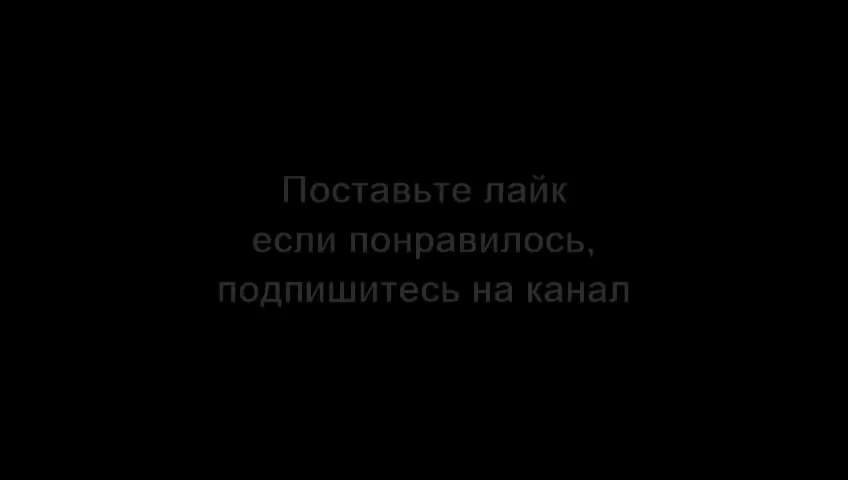 Поставьте лайк
если понравилось,
подпишитесь на канал